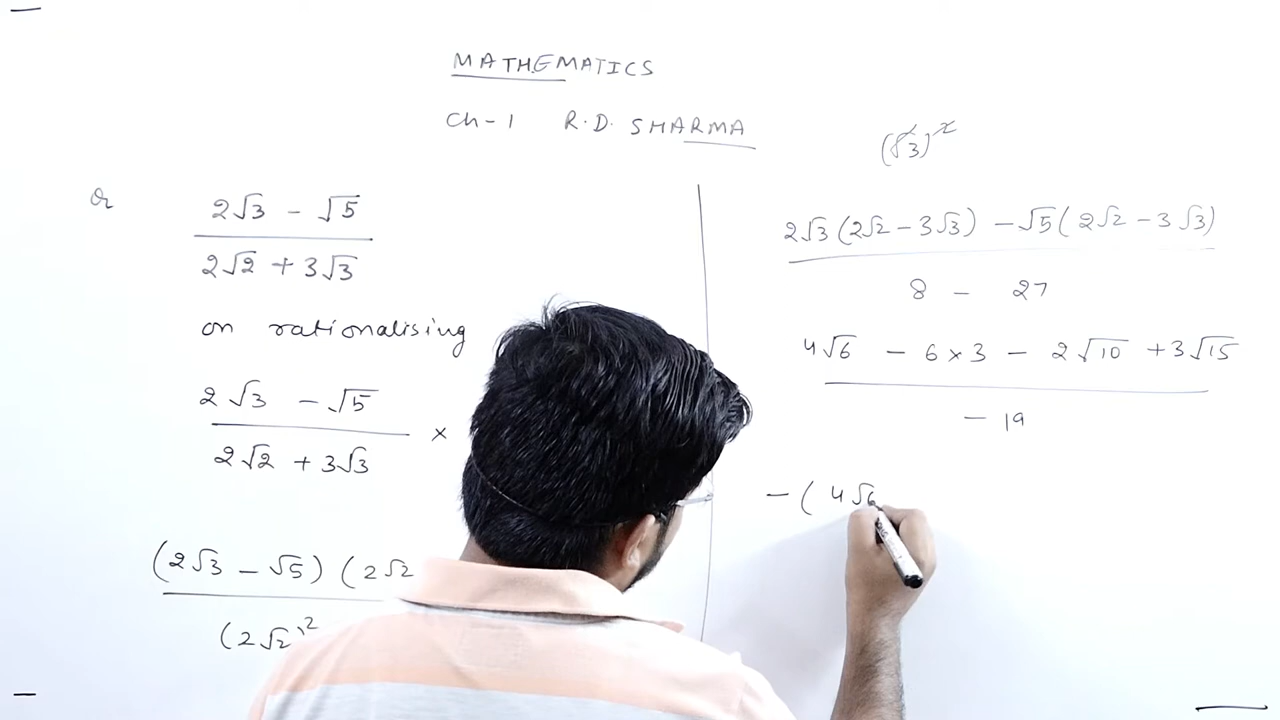 MATHEMATICS
Ch-1 R.D. SHARMA
2√3 - √5
2√2 + 3√3
on rationalising
2√3 - √5
2√2 + 3√3
×
(2√3 - √5) (2√2
(2√2)²
(√3)²
2√3(2√2 - 3√3) - √5(2√2 - 3√3)
8 - 27
4√6 - 6×3 - 2√10 + 3√15
- 19
- ( 4√6